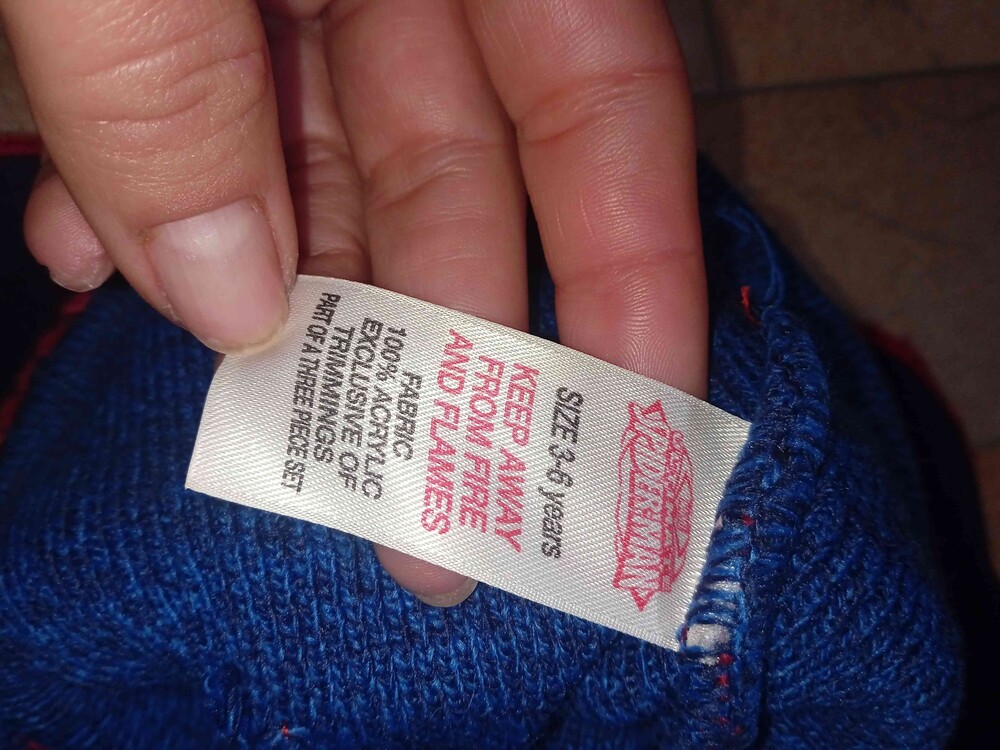 SPIDERMAN
SIZE 3-6 years
KEEP AWAY
FROM FIRE
AND FLAMES
FABRIC
100% ACRYLIC
EXCLUSIVE OF
TRIMMINGS
PART OF A THREE PIECE SET